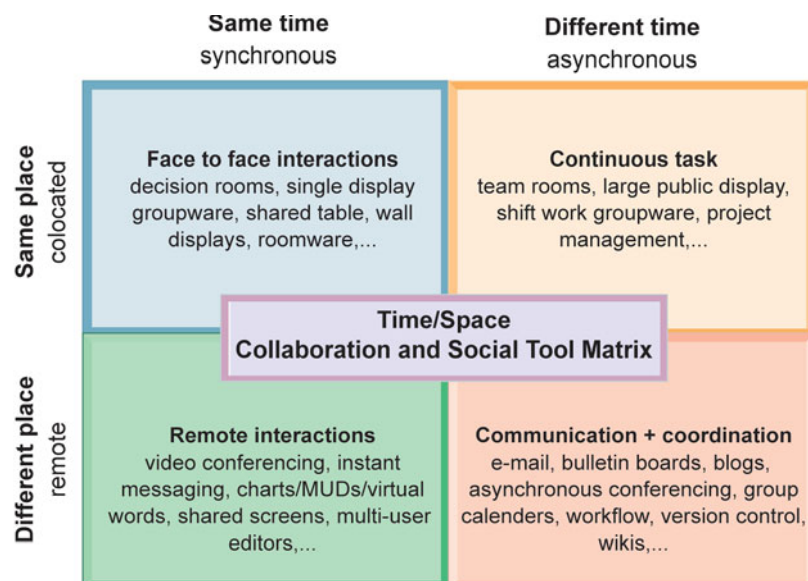 Same time
synchronous
Different time
asynchronous
Same place
colocated
Face to face interactions
decision rooms, single display
groupware, shared table, wall
displays, roomware,...
Continuous task
team rooms, large public display,
shift work groupware, project
management,...
Time/Space
Collaboration and Social Tool Matrix
Different place
remote
Remote interactions
video conferencing, instant
messaging, charts/MUDs/virtual
words, shared screens, multi-user
editors,...
Communication + coordination
e-mail, bulletin boards, blogs,
asynchronous conferencing, group
calenders, workflow, version control,
wikis,...